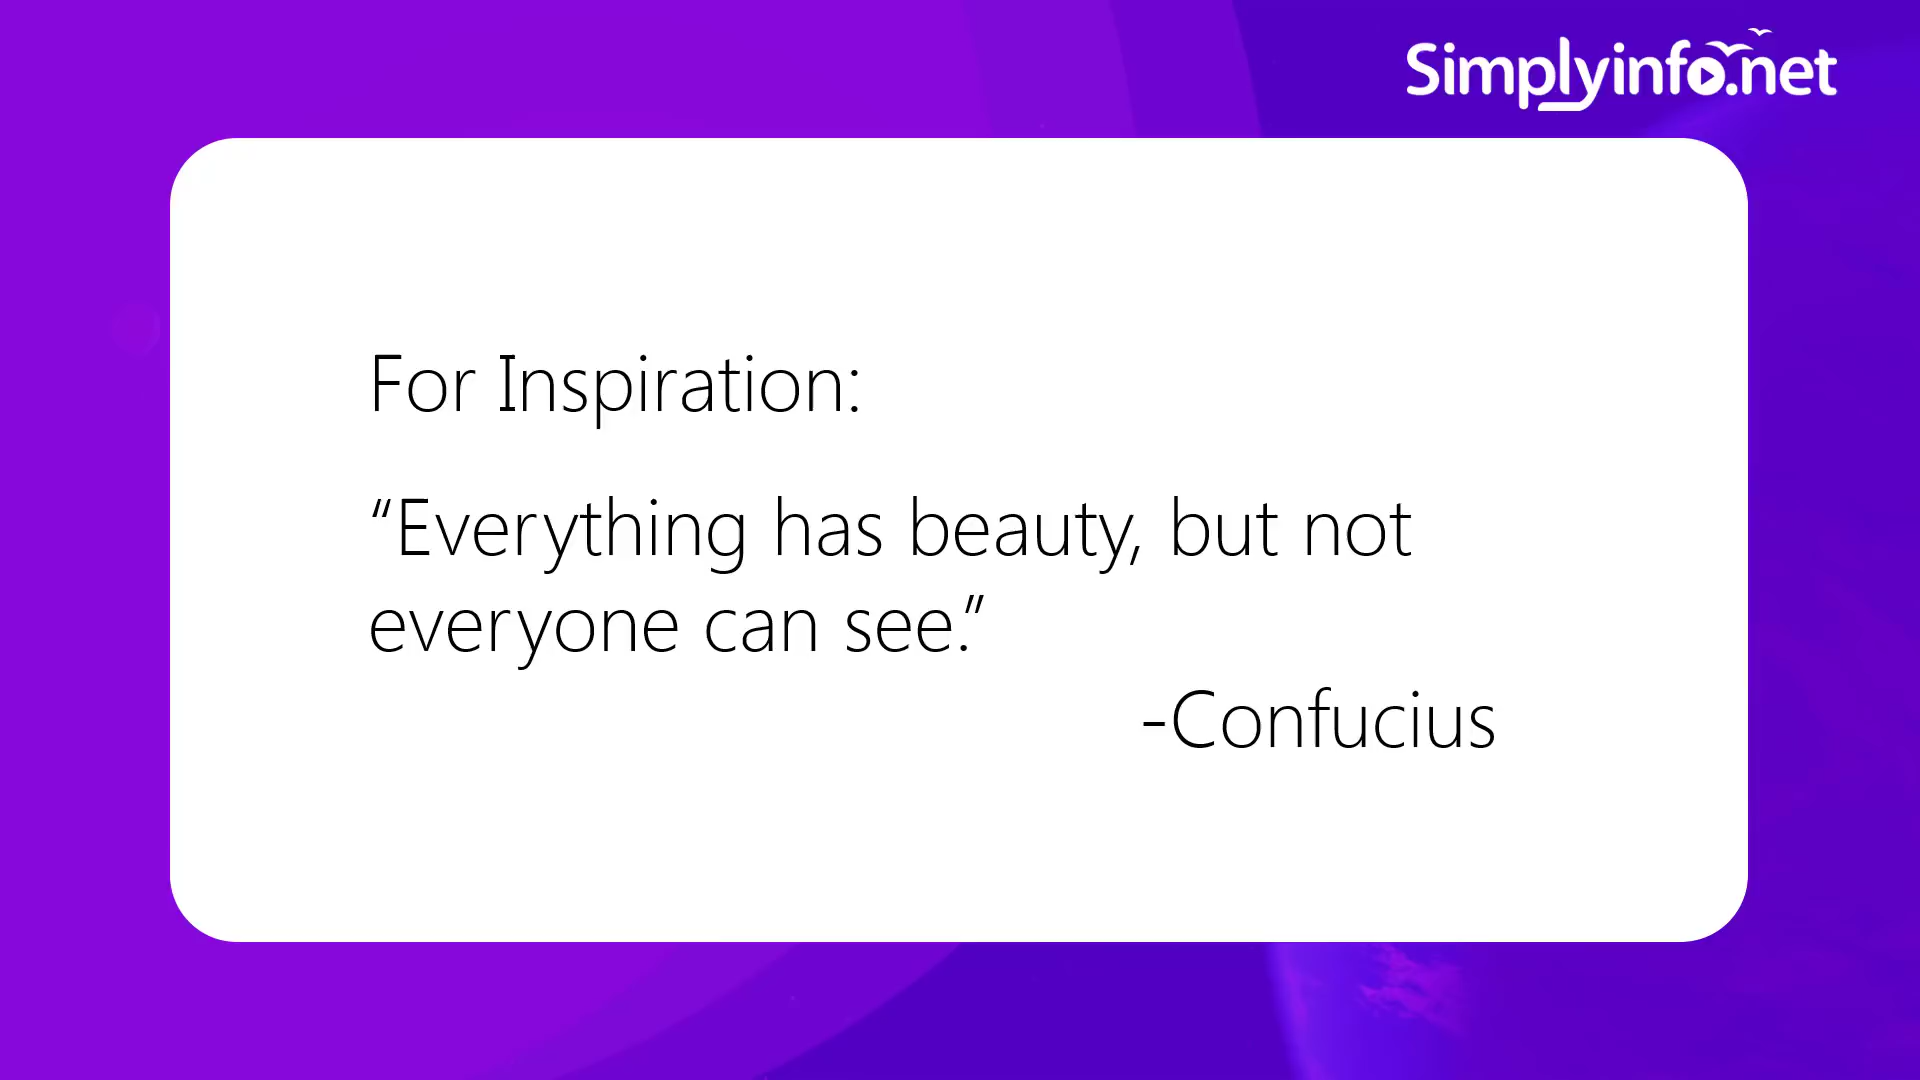 Simplyinfo.net
For Inspiration:
“Everything has beauty, but not
everyone can see.”
-Confucius